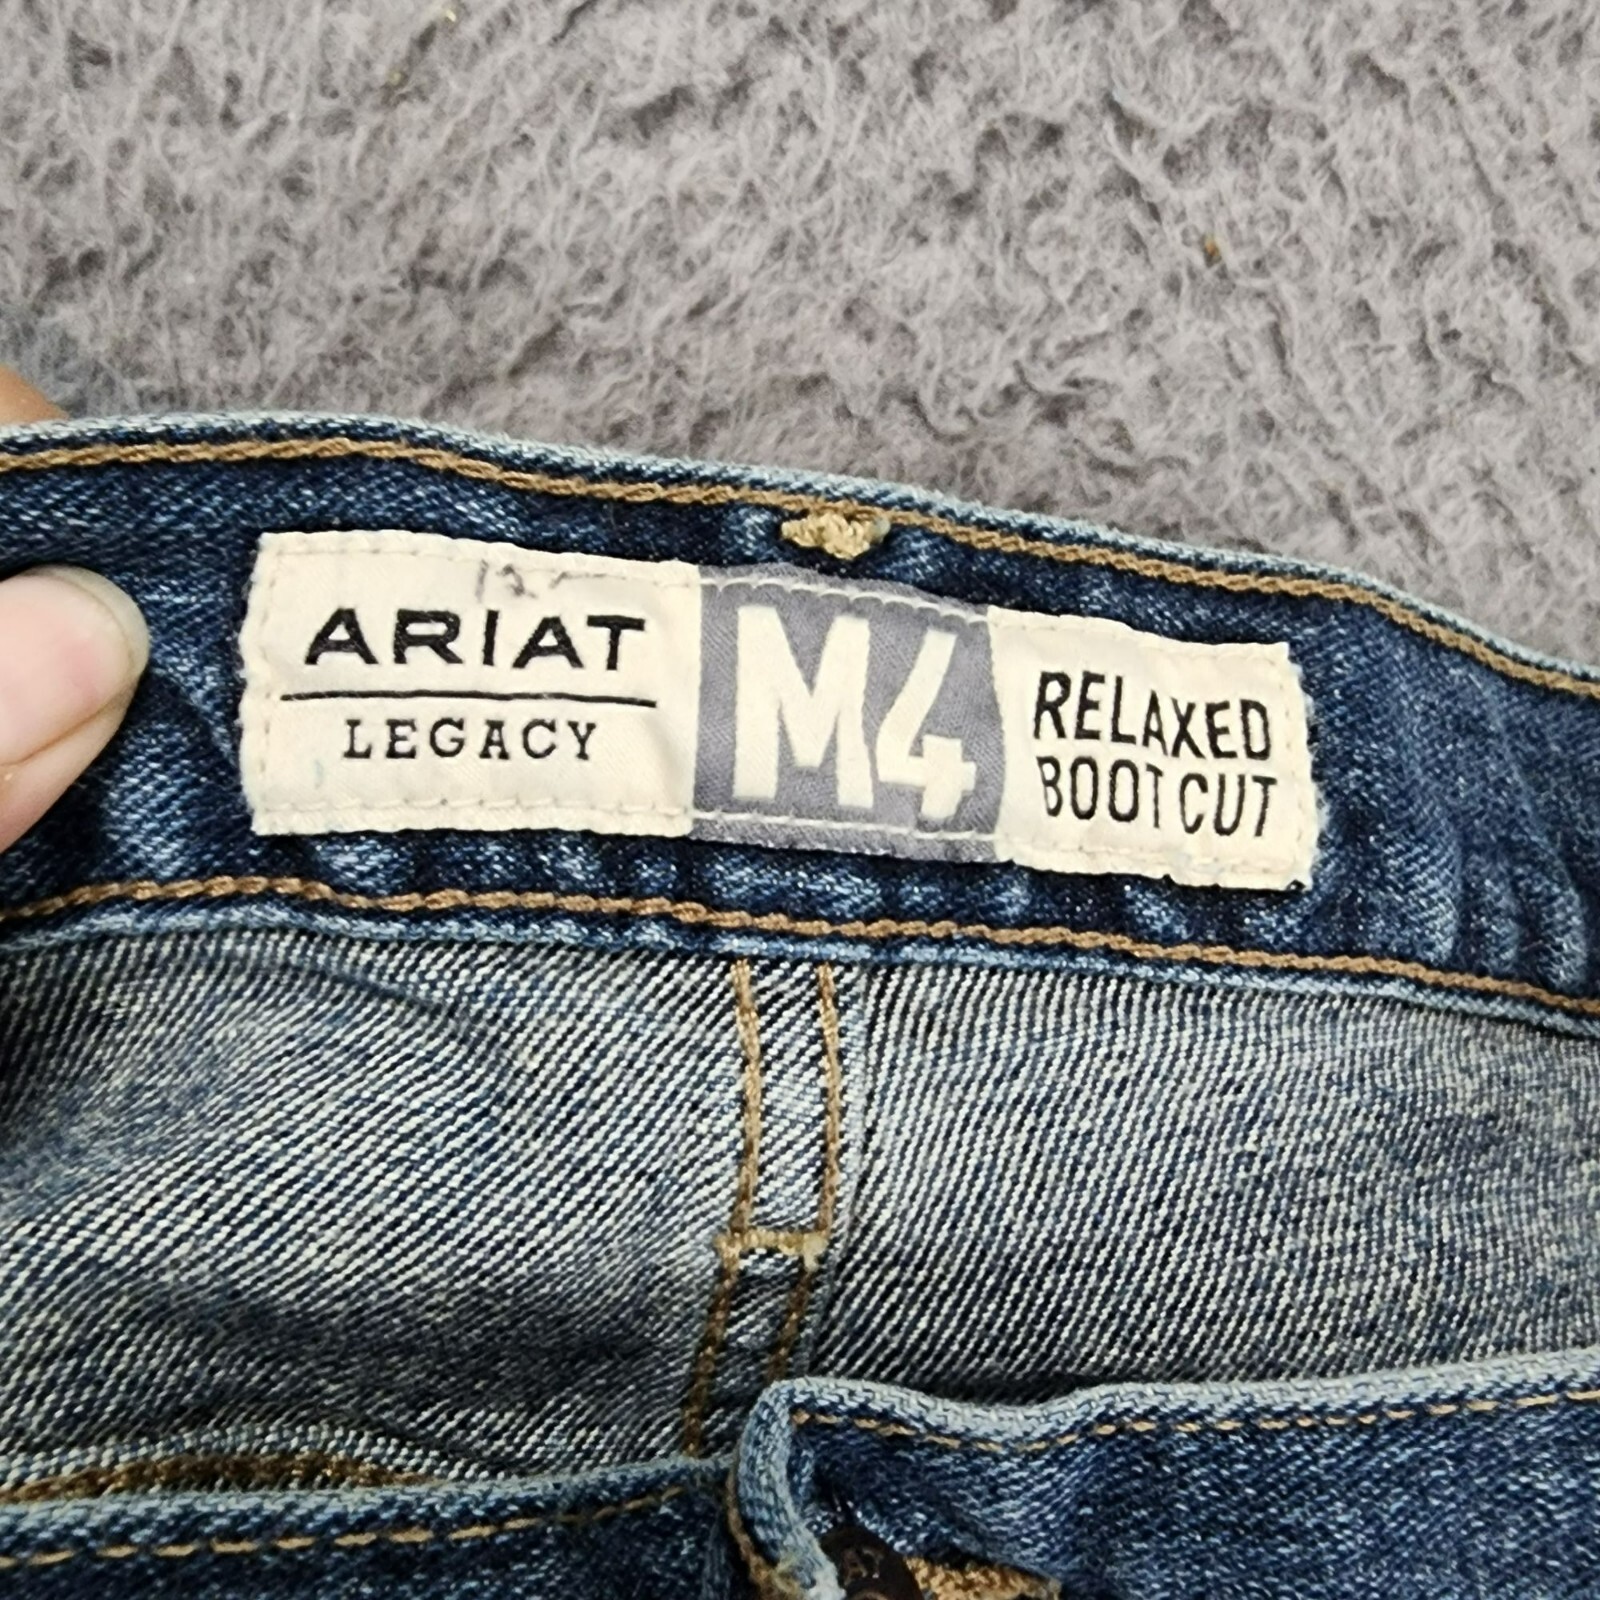 ARIAT
LEGACY
M4
RELAXED
BOOT CUT